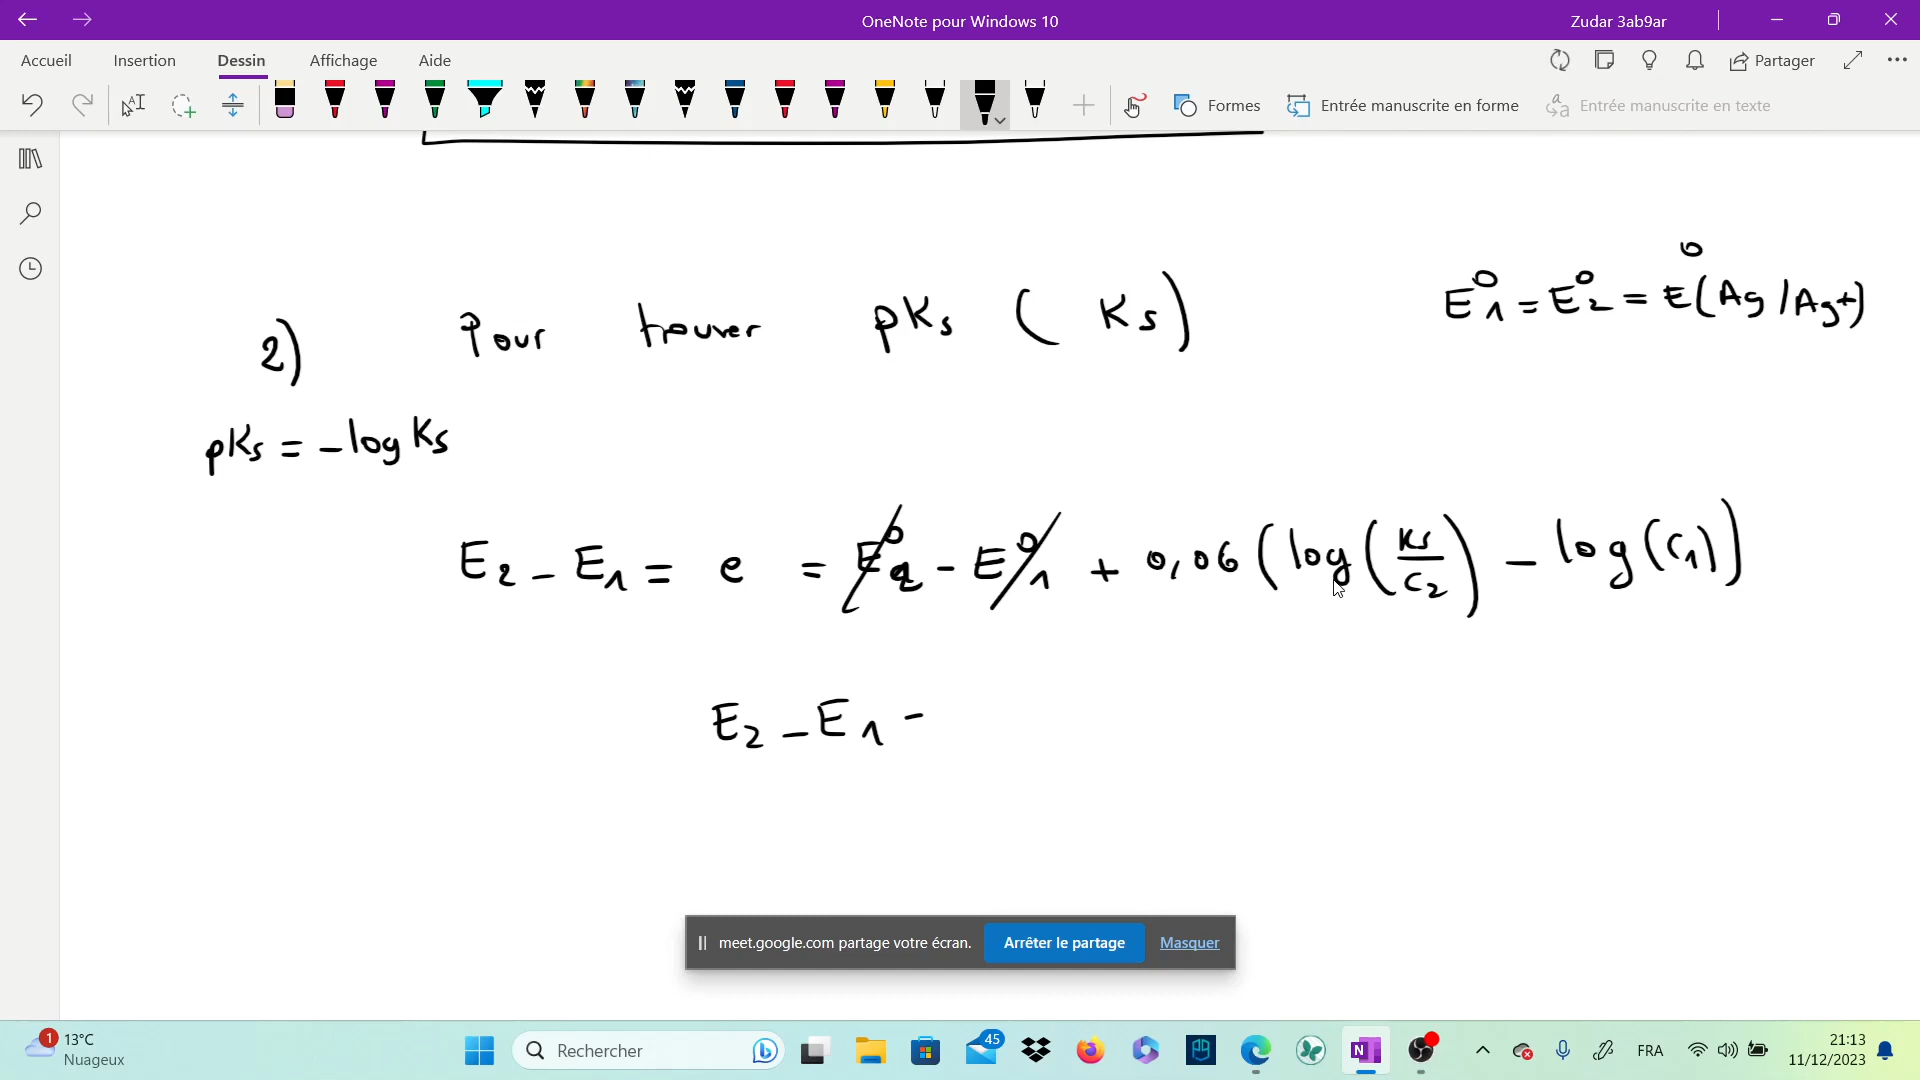 OneNote pour Windows 10
Zudar 3ab9ar
Accueil Insertion Dessin Affichage Aide
Partager
Formes Entrée manuscrite en forme Entrée manuscrite en texte
E°1 = E°2 = E°(Ag/Ag+)
2) Pour trouver pKs (Ks)
pKs = -log Ks
E2 - E1 = e = E°2 - E°1 + 0,06 (log(Ks/C2) - log(C1))
E2 - E1 -
meet.google.com partage votre écran. Arrêter le partage Masquer
1 13°C
Nuageux
Rechercher
45
FRA
21:13
11/12/2023